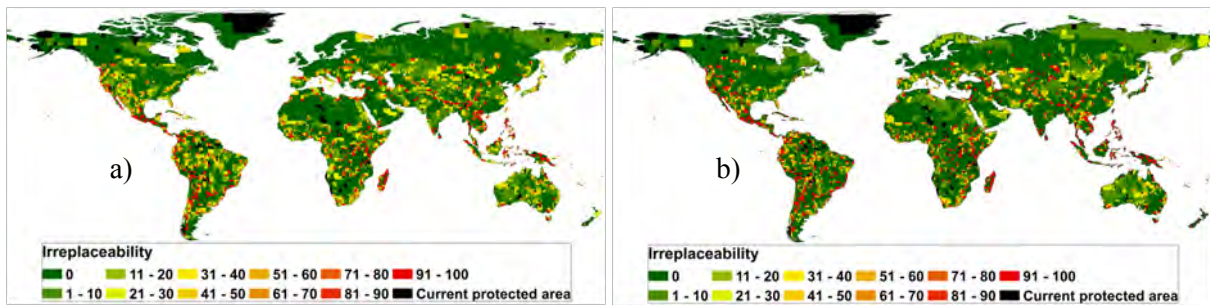 a)
Irreplaceability
0 11 - 20 31 - 40 51 - 60 71 - 80 91 - 100
1 - 10 21 - 30 41 - 50 61 - 70 81 - 90 Current protected area
b)
Irreplaceability
0 11 - 20 31 - 40 51 - 60 71 - 80 91 - 100
1 - 10 21 - 30 41 - 50 61 - 70 81 - 90 Current protected area